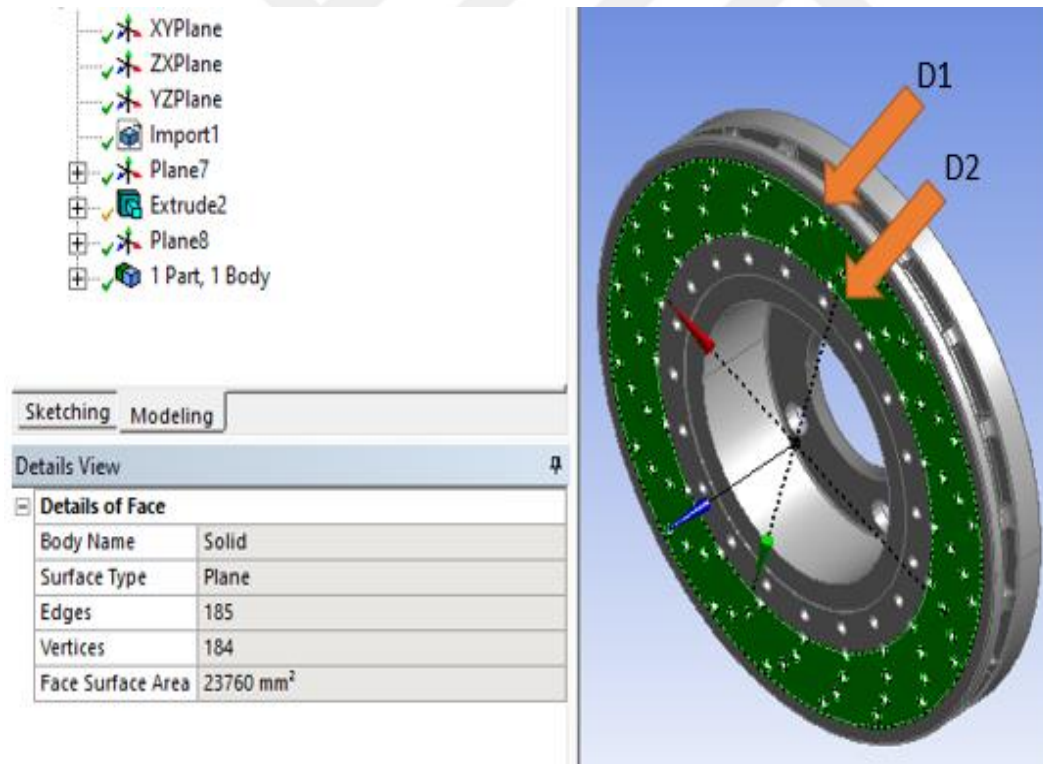 XYPlane
ZXPlane
YZPlane
Import1
Plane7
Extrude2
Plane8
1 Part, 1 Body
Sketching Modeling
Details View
Details of Face
Body Name Solid
Surface Type Plane
Edges 185
Vertices 184
Face Surface Area 23760 mm²
D1
D2